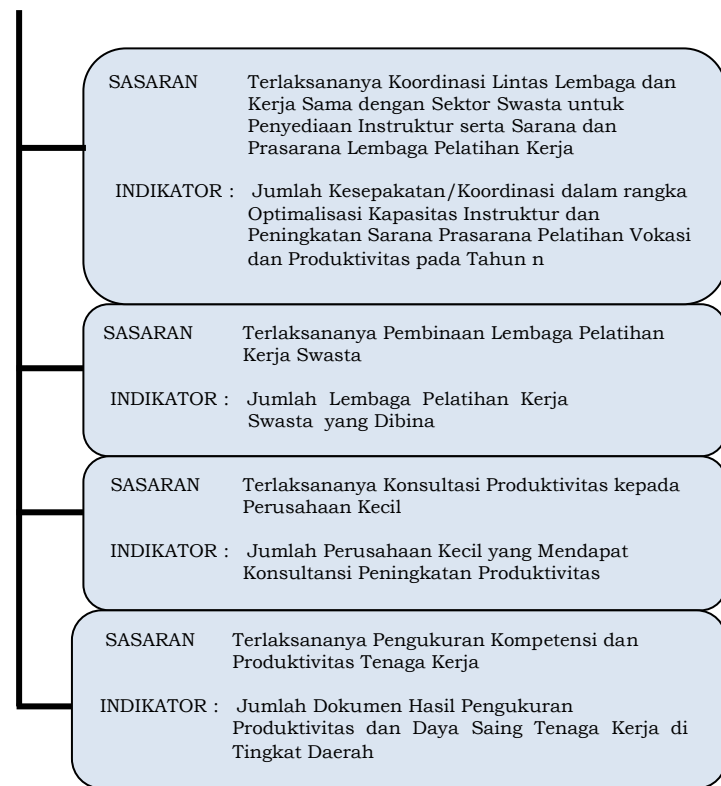 SASARAN Terlaksananya Koordinasi Lintas Lembaga dan
Kerja Sama dengan Sektor Swasta untuk
Penyediaan Instruktur serta Sarana dan
Prasarana Lembaga Pelatihan Kerja
INDIKATOR : Jumlah Kesepakatan/Koordinasi dalam rangka
Optimalisasi Kapasitas Instruktur dan
Peningkatan Sarana Prasarana Pelatihan Vokasi
dan Produktivitas pada Tahun n
SASARAN Terlaksananya Pembinaan Lembaga Pelatihan
Kerja Swasta
INDIKATOR : Jumlah Lembaga Pelatihan Kerja
Swasta yang Dibina
SASARAN Terlaksananya Konsultasi Produktivitas kepada
Perusahaan Kecil
INDIKATOR : Jumlah Perusahaan Kecil yang Mendapat
Konsultansi Peningkatan Produktivitas
SASARAN Terlaksananya Pengukuran Kompetensi dan
Produktivitas Tenaga Kerja
INDIKATOR : Jumlah Dokumen Hasil Pengukuran
Produktivitas dan Daya Saing Tenaga Kerja di
Tingkat Daerah